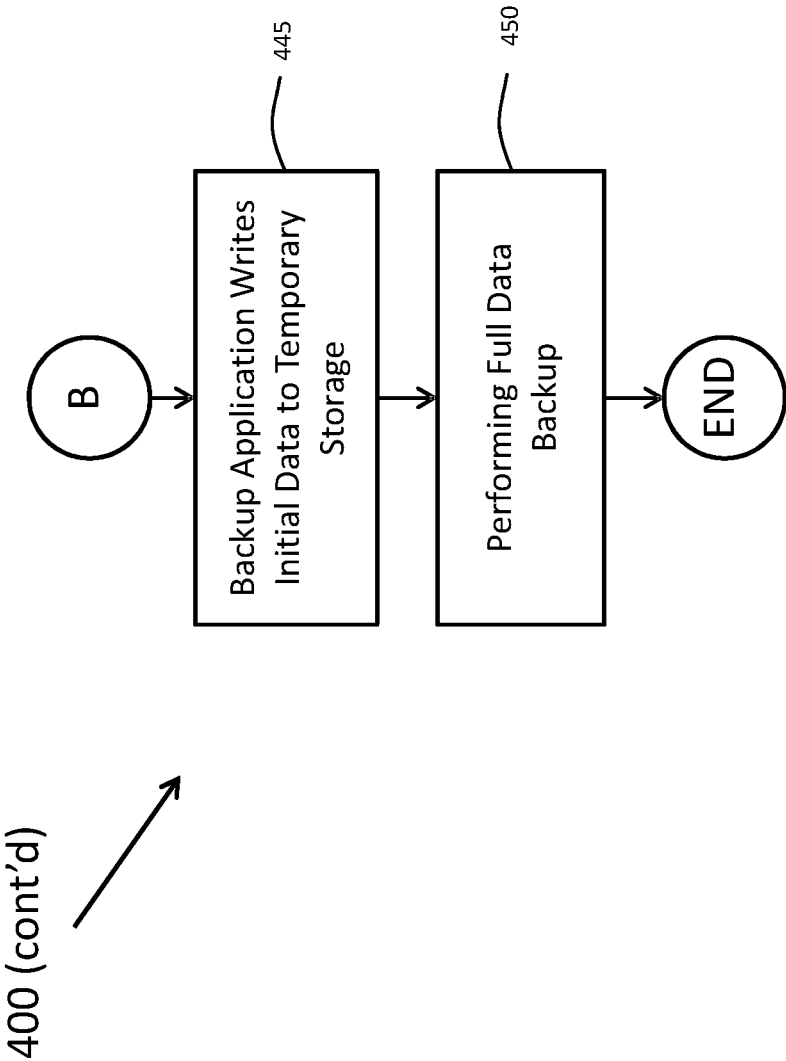 400 (cont'd)
B
Backup Application Writes
Initial Data to Temporary
Storage
445
Performing Full Data
Backup
450
END